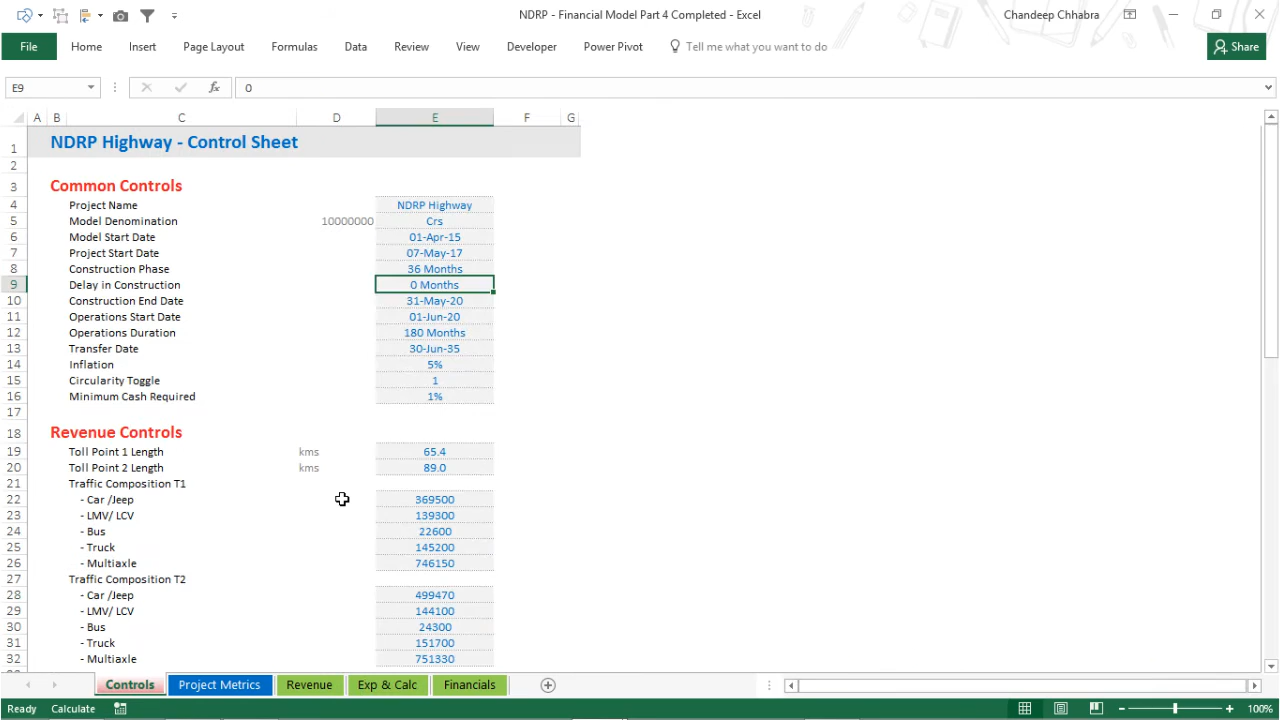 NDRP - Financial Model Part 4 Completed - Excel
Chandeep Chhabra
File Home Insert Page Layout Formulas Data Review View Developer Power Pivot Tell me what you want to do Share
E9 fx 0
A B C D E F G
1 NDRP Highway - Control Sheet
2
3 Common Controls
4 Project Name NDRP Highway
5 Model Denomination 10000000 Crs
6 Model Start Date 01-Apr-15
7 Project Start Date 07-May-17
8 Construction Phase 36 Months
9 Delay in Construction 0 Months
10 Construction End Date 31-May-20
11 Operations Start Date 01-Jun-20
12 Operations Duration 180 Months
13 Transfer Date 30-Jun-35
14 Inflation 5%
15 Circularity Toggle 1
16 Minimum Cash Required 1%
17
18 Revenue Controls
19 Toll Point 1 Length kms 65.4
20 Toll Point 2 Length kms 89.0
21 Traffic Composition T1
22 - Car /Jeep 369500
23 - LMV/ LCV 139300
24 - Bus 22600
25 - Truck 145200
26 - Multiaxle 746150
27 Traffic Composition T2
28 - Car /Jeep 499470
29 - LMV/ LCV 144100
30 - Bus 24300
31 - Truck 151700
32 - Multiaxle 751330
Controls Project Metrics Revenue Exp & Calc Financials
Ready Calculate 100%